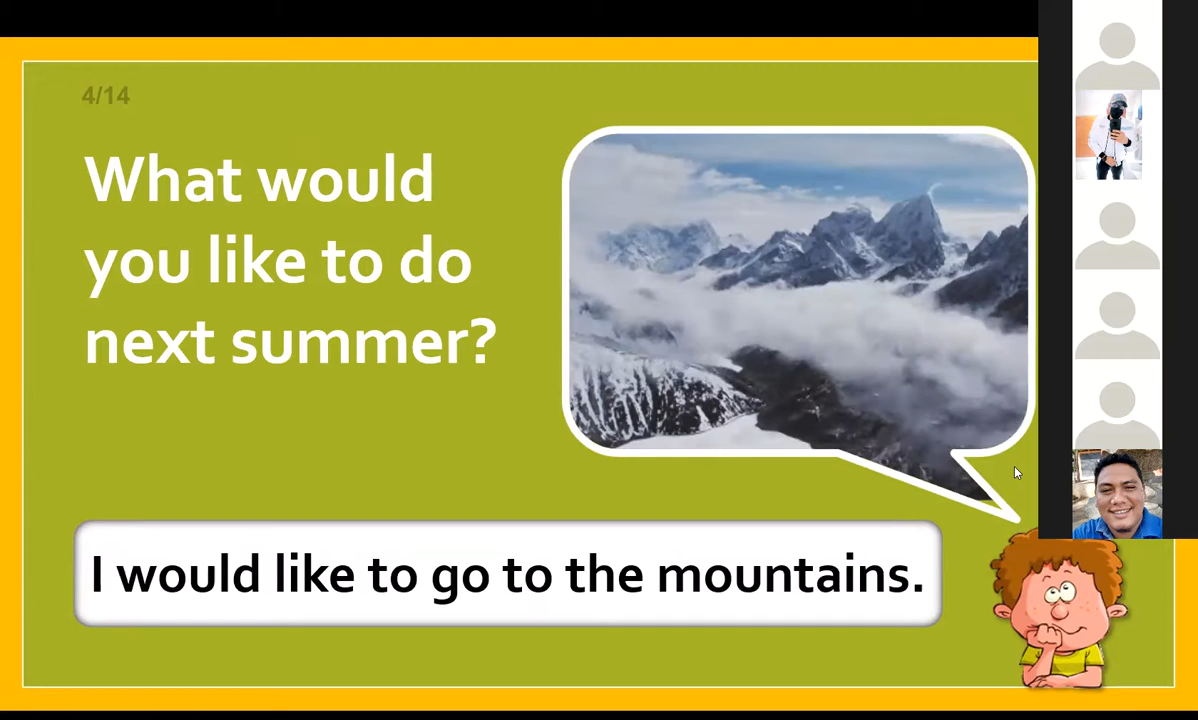 4/14
What would
you like to do
next summer?
I would like to go to the mountains.